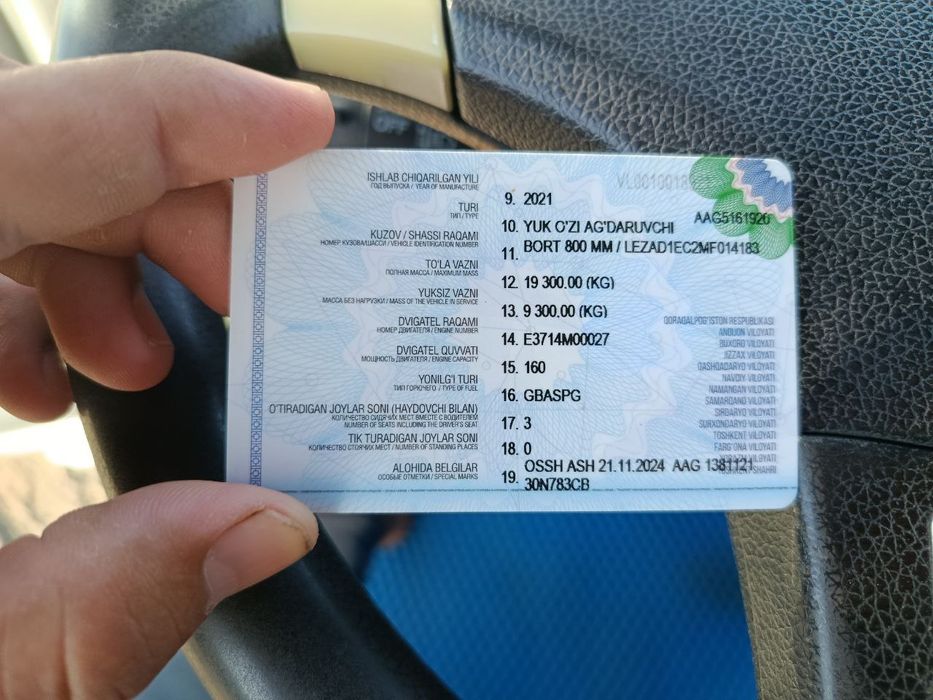 ISHLAB CHIQARILGAN YILI
ГОД ВЫПУСКА / YEAR OF MANUFACTURE
9. 2021
AAG5161920
TURI
ТИП / TYPE
10. YUK O'ZI AG'DARUVCHI
KUZOV / SHASSI RAQAMI
НОМЕР КУЗОВА/ШАССИ / VEHICLE IDENTIFICATION NUMBER
11. BORT 800 MM / LEZAD1EC2MF014183
TO'LA VAZNI
ПОЛНАЯ МАССА / MAXIMUM MASS
12. 19 300.00 (KG)
YUKSIZ VAZNI
МАССА БЕЗ НАГРУЗКИ / MASS OF THE VEHICLE IN SERVICE
13. 9 300.00 (KG)
DVIGATEL RAQAMI
НОМЕР ДВИГАТЕЛЯ / ENGINE NUMBER
14. E3714M00027
DVIGATEL QUVVATI
МОЩНОСТЬ ДВИГАТЕЛЯ / ENGINE CAPACITY
15. 160
YONILG'I TURI
ТИП ГОРЮЧЕГО / TYPE OF FUEL
16. GBASPG
O'TIRADIGAN JOYLAR SONI (HAYDOVCHI BILAN)
КОЛИЧЕСТВО СИДЯЧИХ МЕСТ ВМЕСТЕ С ВОДИТЕЛЕМ
NUMBER OF SEATS INCLUDING THE DRIVER'S SEAT
17. 3
TIK TURADIGAN JOYLAR SONI
КОЛИЧЕСТВО СТОЯЧИХ МЕСТ / NUMBER OF STANDING PLACES
18. 0
ALOHIDA BELGILAR
ОСОБЫЕ ОТМЕТКИ / SPECIAL MARKS
19. OSSH ASH 21.11.2024 AAG 1381121
30N783CB
QORAQALPOG'ISTON RESPUBLIKASI
ANDIJON VILOYATI
BUXORO VILOYATI
JIZZAX VILOYATI
QASHQADARYO VILOYATI
NAVOIY VILOYATI
NAMANGAN VILOYATI
SAMARQAND VILOYATI
SIRDARYO VILOYATI
SURXONDARYO VILOYATI
TOSHKENT VILOYATI
FARG'ONA VILOYATI
XORAZM VILOYATI
TOSHKENT SHAHRI